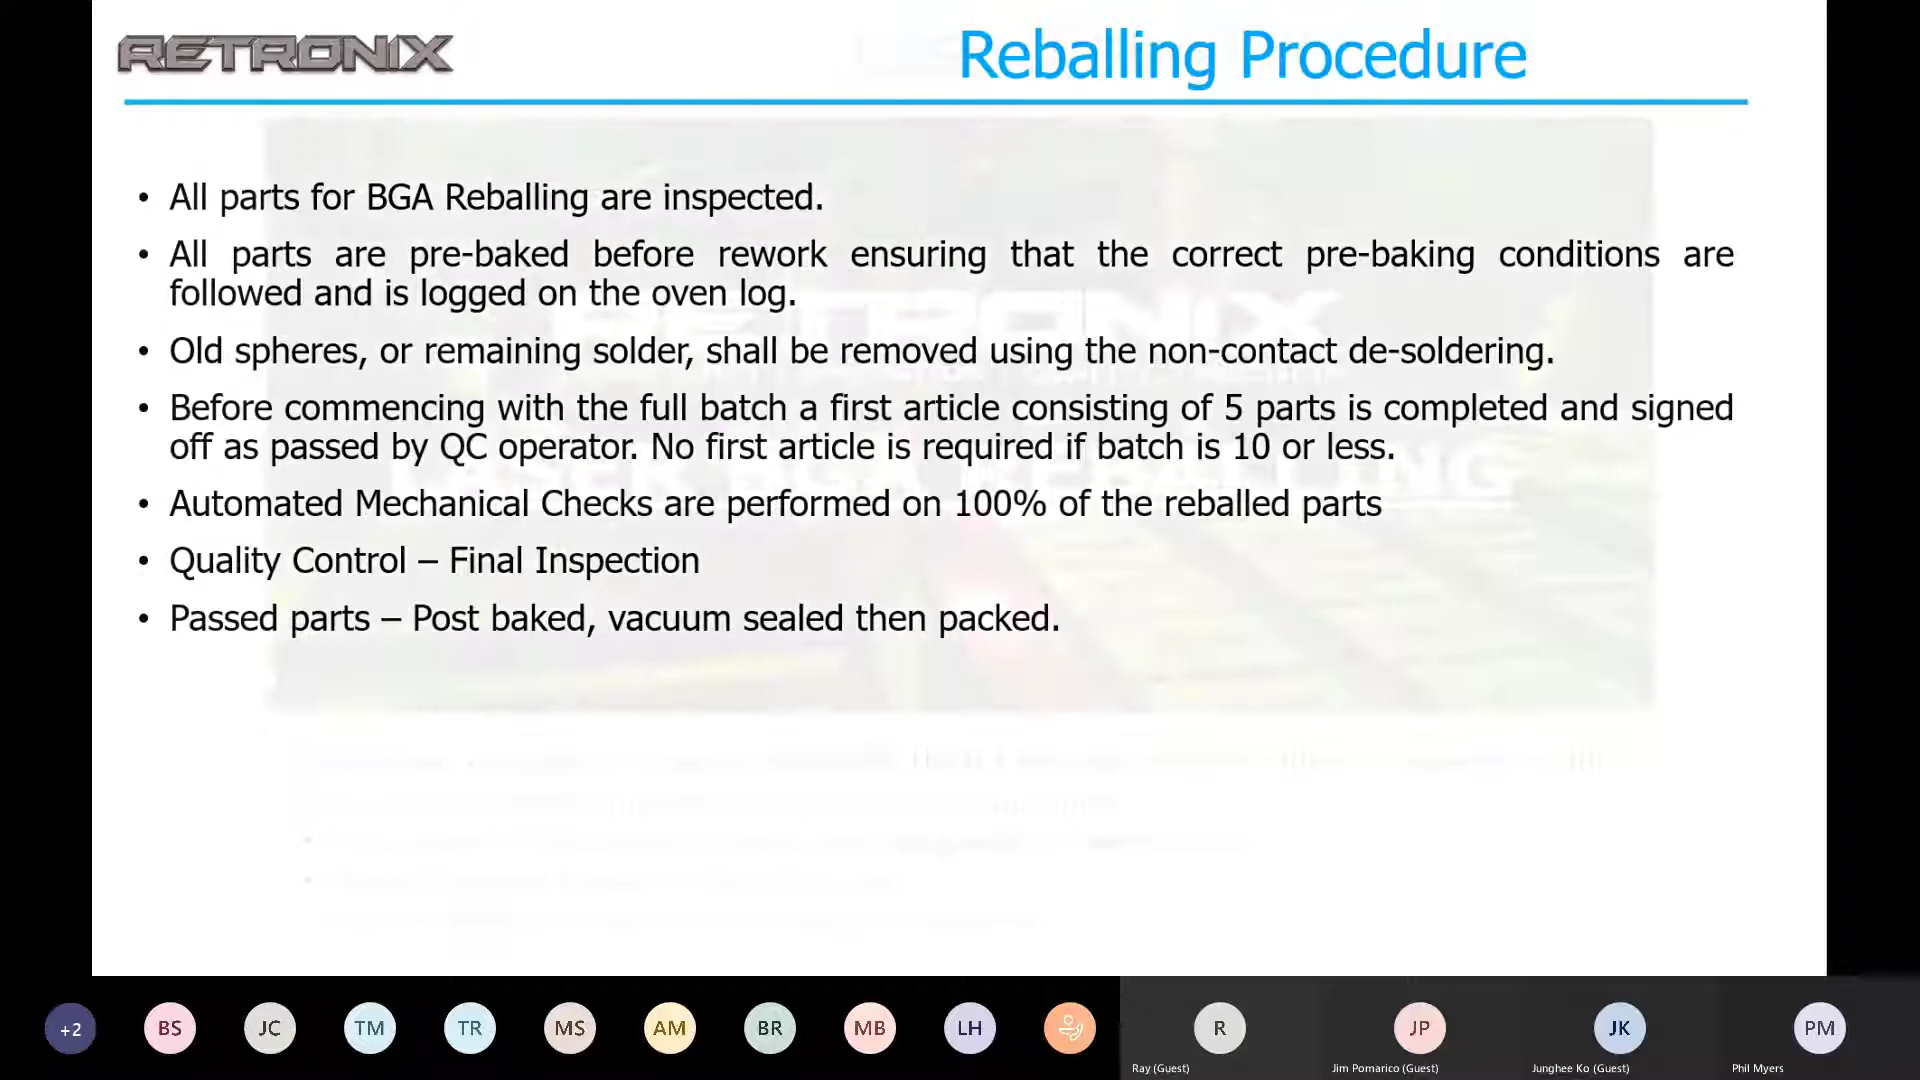 RETRONIX
Reballing Procedure
• All parts for BGA Reballing are inspected.
• All parts are pre-baked before rework ensuring that the correct pre-baking conditions are
followed and is logged on the oven log.
• Old spheres, or remaining solder, shall be removed using the non-contact de-soldering.
• Before commencing with the full batch a first article consisting of 5 parts is completed and signed
off as passed by QC operator. No first article is required if batch is 10 or less.
• Automated Mechanical Checks are performed on 100% of the reballed parts
• Quality Control – Final Inspection
• Passed parts – Post baked, vacuum sealed then packed.
RETRONIX
LASER BGA REBALLING
+2 BS JC TM TR MS AM BR MB LH R JP JK PM
Ray (Guest) Jim Pomarico (Guest) Junghee Ko (Guest) Phil Myers